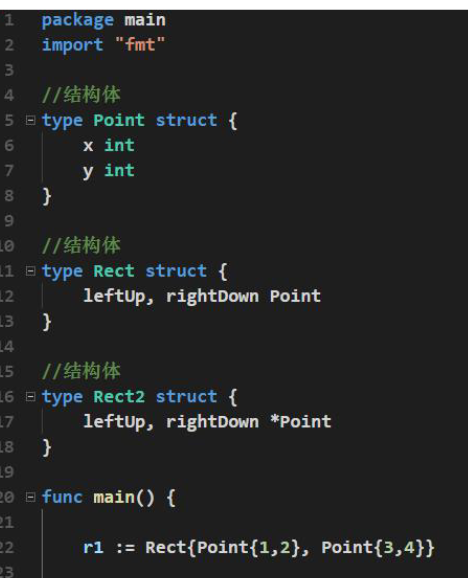 1 package main
2 import "fmt"
3
4 //结构体
5 type Point struct {
6 x int
7 y int
8 }
9
10 //结构体
11 type Rect struct {
12 leftUp, rightDown Point
13 }
14
15 //结构体
16 type Rect2 struct {
17 leftUp, rightDown *Point
18 }
19
20 func main() {
21
22 r1 := Rect{Point{1,2}, Point{3,4}}
23